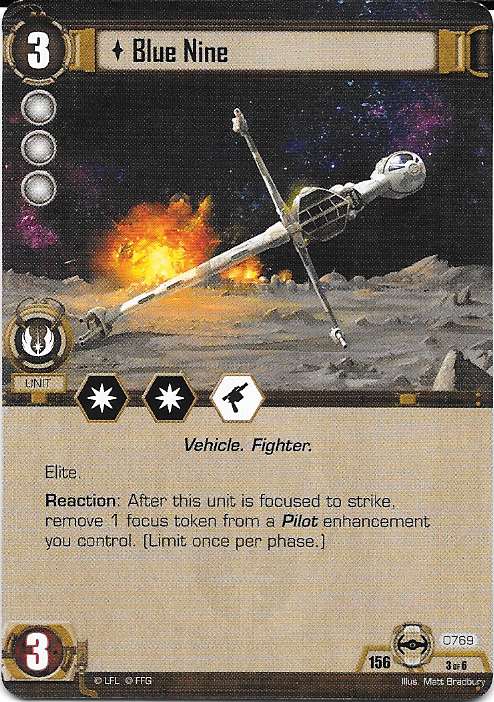 3
Blue Nine
UNIT
Vehicle. Fighter.
Elite.
Reaction: After this unit is focused to strike,
remove 1 focus token from a Pilot enhancement
you control. (Limit once per phase.)
3
© LFL © FFG
156
0769
3 OF 6
Illus. Matt Bradbury